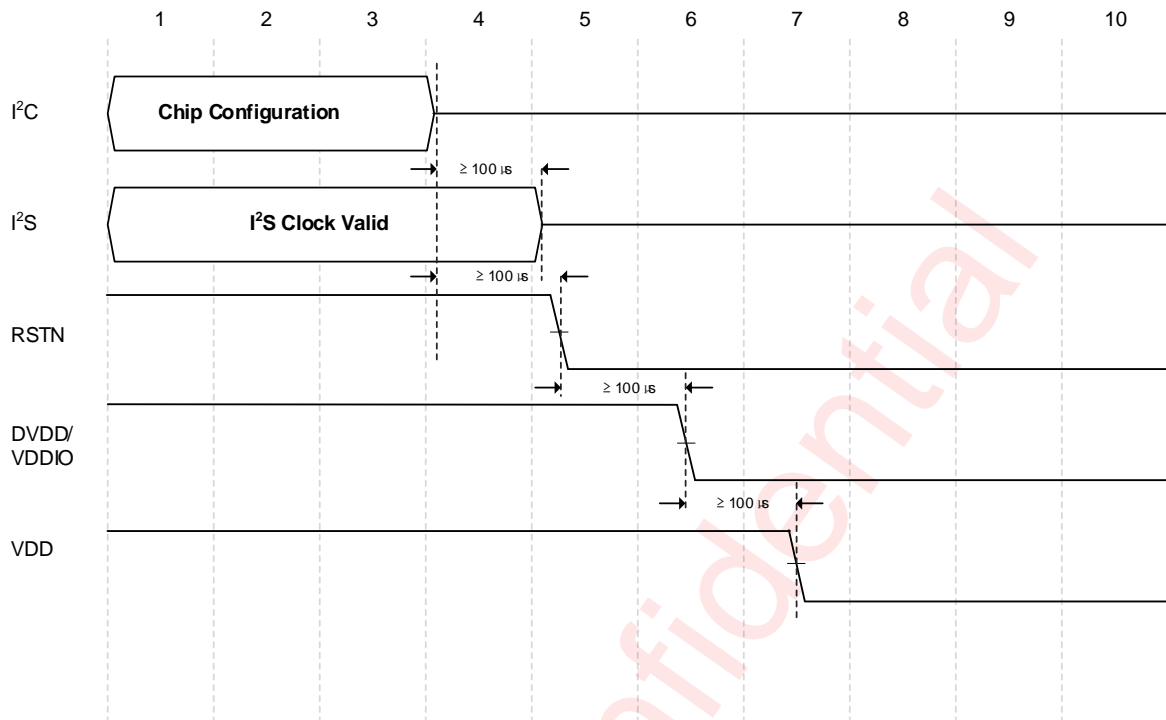 1 2 3 4 5 6 7 8 9 10
I²C
Chip Configuration
≥ 100 µs
I²S
I²S Clock Valid
≥ 100 µs
RSTN
≥ 100 µs
DVDD/
VDDIO
≥ 100 µs
VDD
nfidential